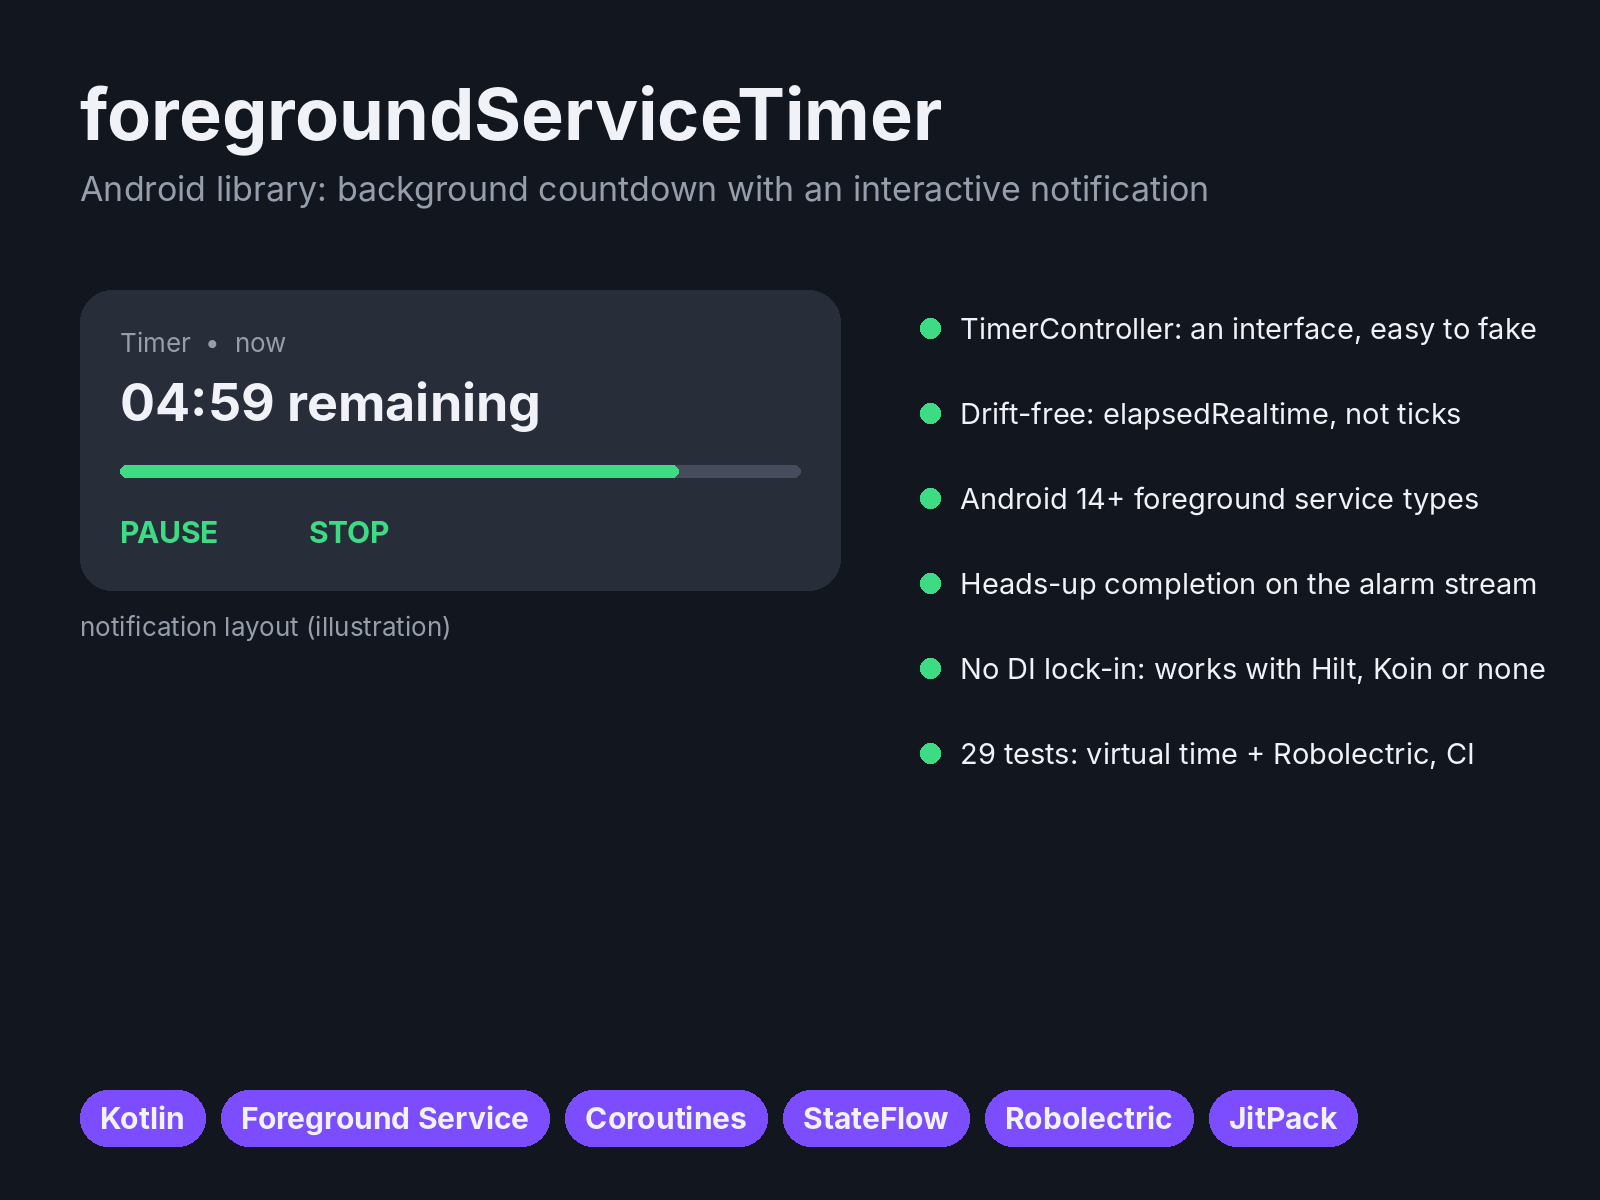 foregroundServiceTimer
Android library: background countdown with an interactive notification
Timer • now
04:59 remaining
PAUSE STOP
notification layout (illustration)
TimerController: an interface, easy to fake
Drift-free: elapsedRealtime, not ticks
Android 14+ foreground service types
Heads-up completion on the alarm stream
No DI lock-in: works with Hilt, Koin or none
29 tests: virtual time + Robolectric, CI
Kotlin Foreground Service Coroutines StateFlow Robolectric JitPack